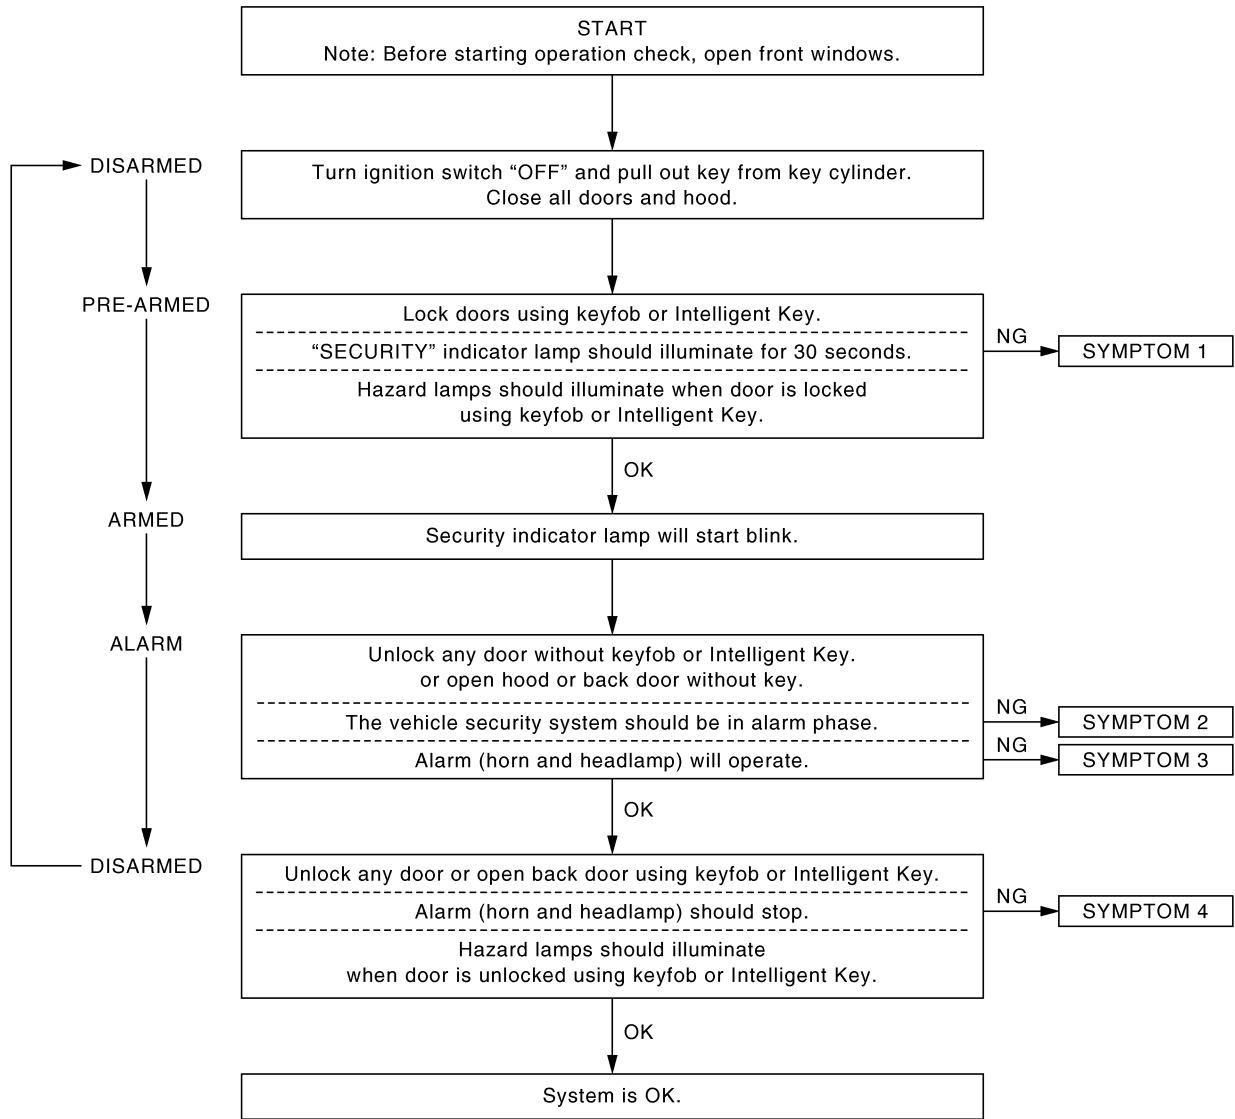 START
Note: Before starting operation check, open front windows.
DISARMED
Turn ignition switch “OFF” and pull out key from key cylinder.
Close all doors and hood.
PRE-ARMED
Lock doors using keyfob or Intelligent Key.
“SECURITY” indicator lamp should illuminate for 30 seconds.
NG
SYMPTOM 1
Hazard lamps should illuminate when door is locked
using keyfob or Intelligent Key.
OK
ARMED
Security indicator lamp will start blink.
ALARM
Unlock any door without keyfob or Intelligent Key.
or open hood or back door without key.
The vehicle security system should be in alarm phase.
NG
SYMPTOM 2
Alarm (horn and headlamp) will operate.
NG
SYMPTOM 3
OK
DISARMED
Unlock any door or open back door using keyfob or Intelligent Key.
Alarm (horn and headlamp) should stop.
NG
SYMPTOM 4
Hazard lamps should illuminate
when door is unlocked using keyfob or Intelligent Key.
OK
System is OK.